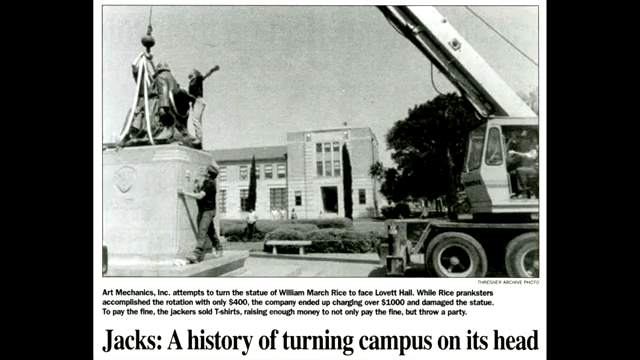 THRESHER ARCHIVE PHOTO
Art Mechanics, Inc. attempts to turn the statue of William March Rice to face Lovett Hall. While Rice pranksters
accomplished the rotation with only $400, the company ended up charging over $1000 and damaged the statue.
To pay the fine, the jackers sold T-shirts, raising enough money to not only pay the fine, but throw a party.
Jacks: A history of turning campus on its head